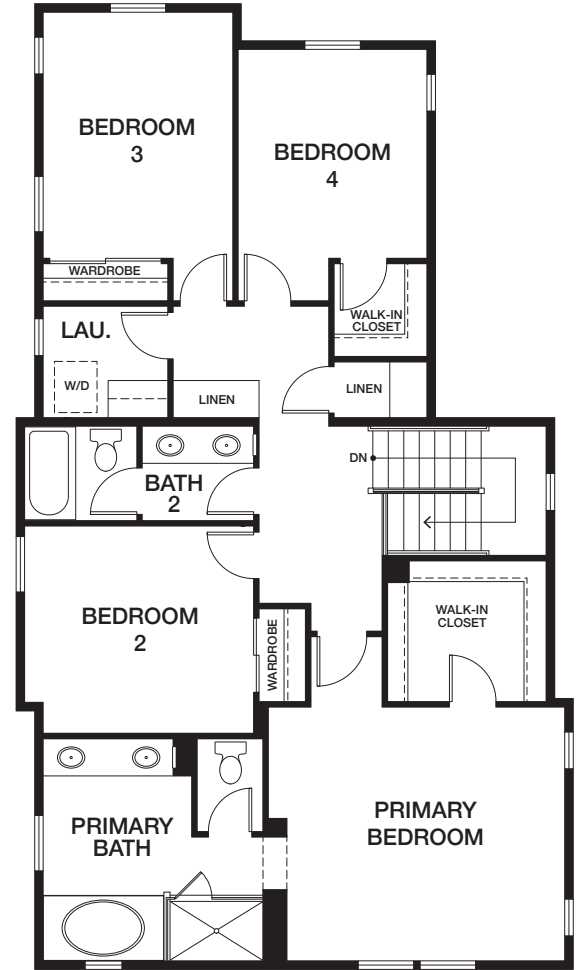 BEDROOM
3
BEDROOM
4
WARDROBE
WALK-IN
CLOSET
LAU.
W/D
LINEN
LINEN
DN
BATH
2
BEDROOM
2
WARDROBE
WALK-IN
CLOSET
PRIMARY
BATH
PRIMARY
BEDROOM